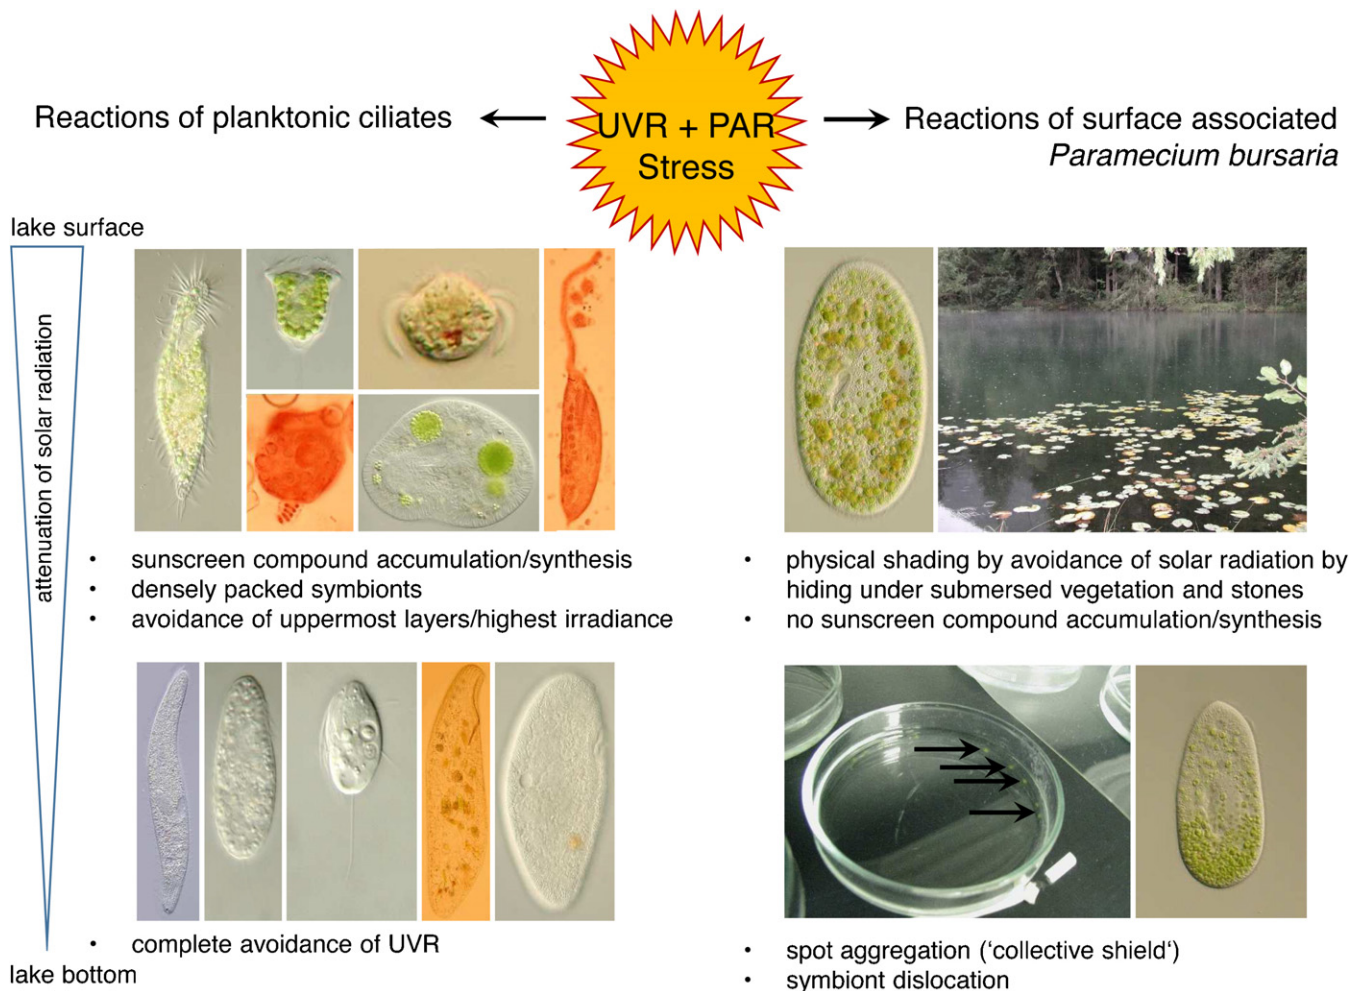 Reactions of planktonic ciliates
UVR + PAR
Stress
Reactions of surface associated
Paramecium bursaria
lake surface
attenuation of solar radiation
• sunscreen compound accumulation/synthesis
• densely packed symbionts
• avoidance of uppermost layers/highest irradiance
• physical shading by avoidance of solar radiation by
hiding under submersed vegetation and stones
• no sunscreen compound accumulation/synthesis
• complete avoidance of UVR
lake bottom
• spot aggregation (‘collective shield‘)
• symbiont dislocation